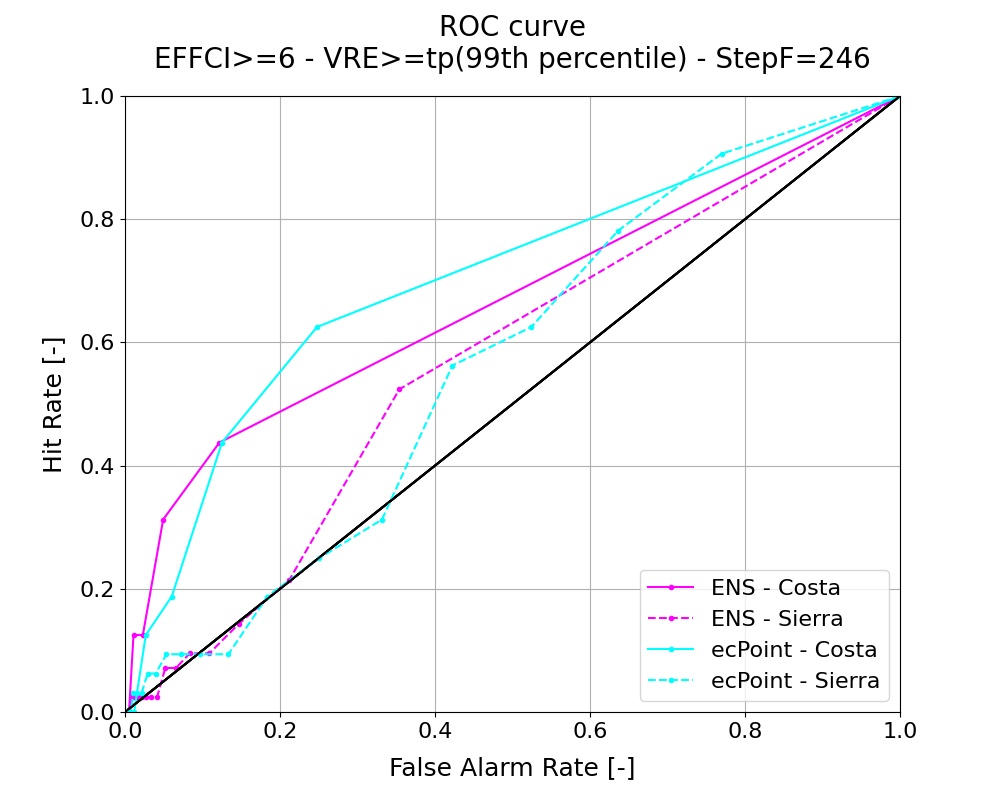 ROC curve
EFFCI>=6 - VRE>=tp(99th percentile) - StepF=246
1.0
0.8
0.6
0.4
0.2
0.0
Hit Rate [-]
0.0 0.2 0.4 0.6 0.8 1.0
False Alarm Rate [-]
ENS - Costa
ENS - Sierra
ecPoint - Costa
ecPoint - Sierra